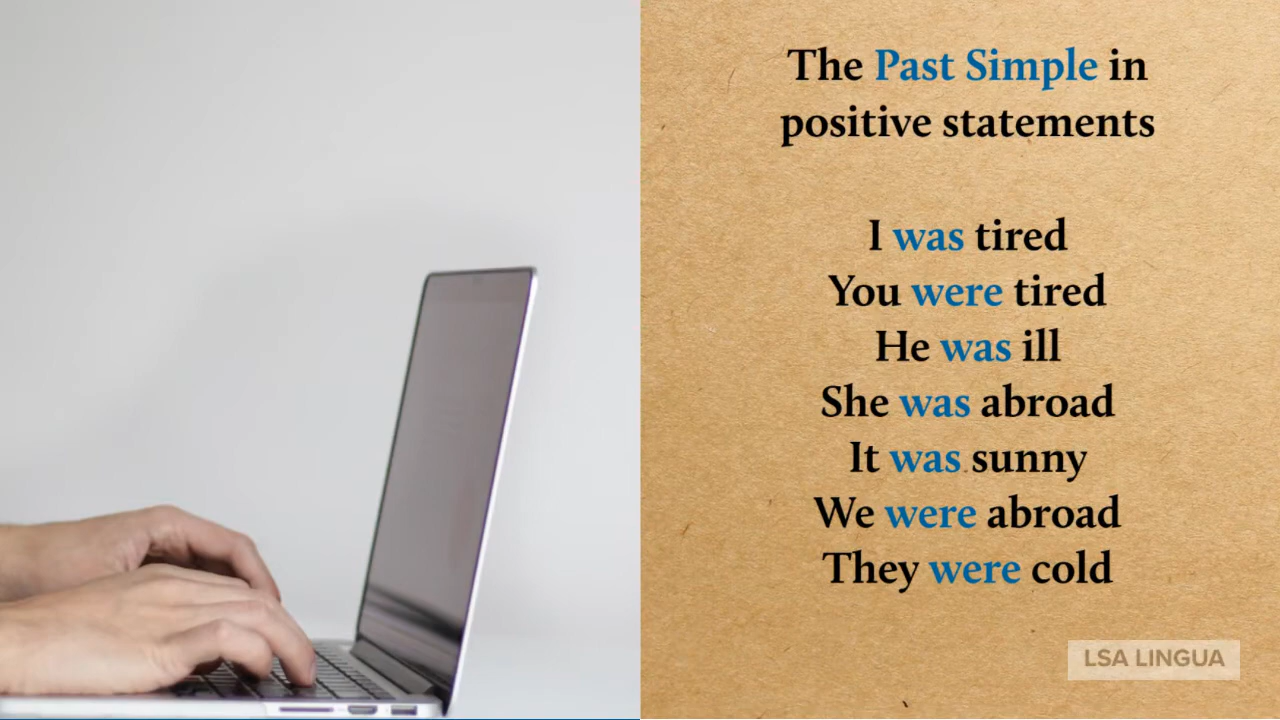 The Past Simple in
positive statements
I was tired
You were tired
He was ill
She was abroad
It was sunny
We were abroad
They were cold
LSA LINGUA